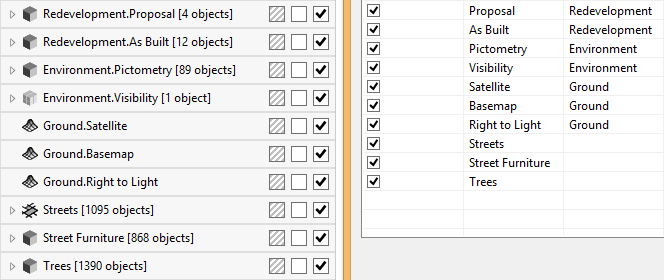 Redevelopment.Proposal [4 objects]
Redevelopment.As Built [12 objects]
Environment.Pictometry [89 objects]
Environment.Visibility [1 object]
Ground.Satellite
Ground.Basemap
Ground.Right to Light
Streets [1095 objects]
Street Furniture [868 objects]
Trees [1390 objects]
Proposal Redevelopment
As Built Redevelopment
Pictometry Environment
Visibility Environment
Satellite Ground
Basemap Ground
Right to Light Ground
Streets
Street Furniture
Trees